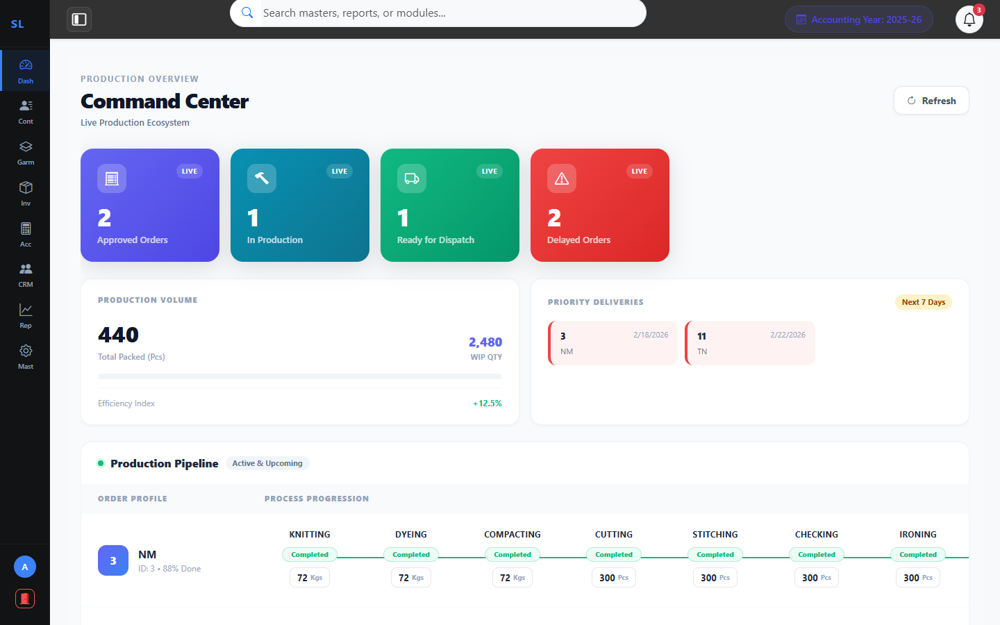 SL
Search masters, reports, or modules...
Accounting Year: 2025-26
3
Dash
Cont
Garm
Inv
Acc
CRM
Rep
Mast
A
PRODUCTION OVERVIEW
Command Center
Live Production Ecosystem
Refresh
LIVE
2
Approved Orders
LIVE
1
In Production
LIVE
1
Ready for Dispatch
LIVE
2
Delayed Orders
PRODUCTION VOLUME
440
Total Packed (Pcs)
2,480
WIP QTY
Efficiency Index
+12.5%
PRIORITY DELIVERIES
Next 7 Days
3
2/18/2026
NM
11
2/22/2026
TN
Production Pipeline
Active & Upcoming
ORDER PROFILE
PROCESS PROGRESSION
3
NM
ID: 3 • 88% Done
KNITTING
Completed
72 Kgs
DYEING
Completed
72 Kgs
COMPACTING
Completed
72 Kgs
CUTTING
Completed
300 Pcs
STITCHING
Completed
300 Pcs
CHECKING
Completed
300 Pcs
IRONING
Completed
300 Pcs